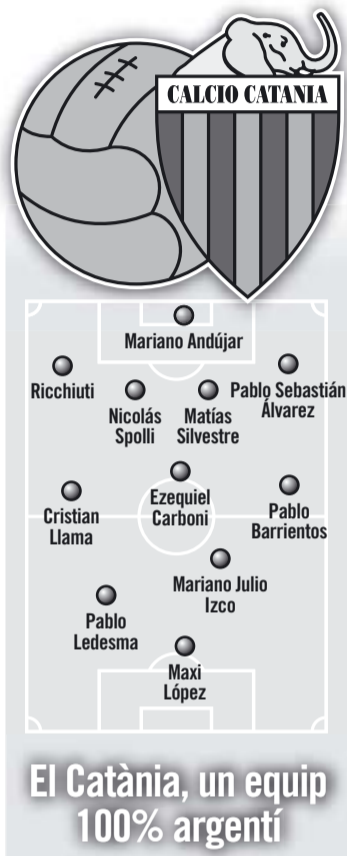 CALCIO CATANIA
Mariano Andújar
Ricchiuti
Nicolás
Spolli
Matías
Silvestre
Pablo Sebastián
Álvarez
Cristian
Llama
Ezequiel
Carboni
Pablo
Barrientos
Mariano Julio
Izco
Pablo
Ledesma
Maxi
López
El Catània, un equip
100% argentí